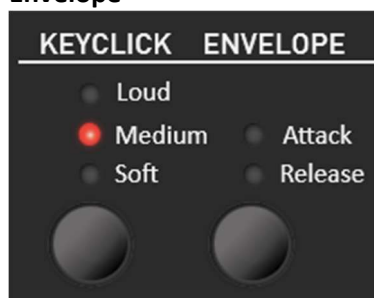 Envelope
KEYCLICK ENVELOPE
Loud
Medium Attack
Soft Release